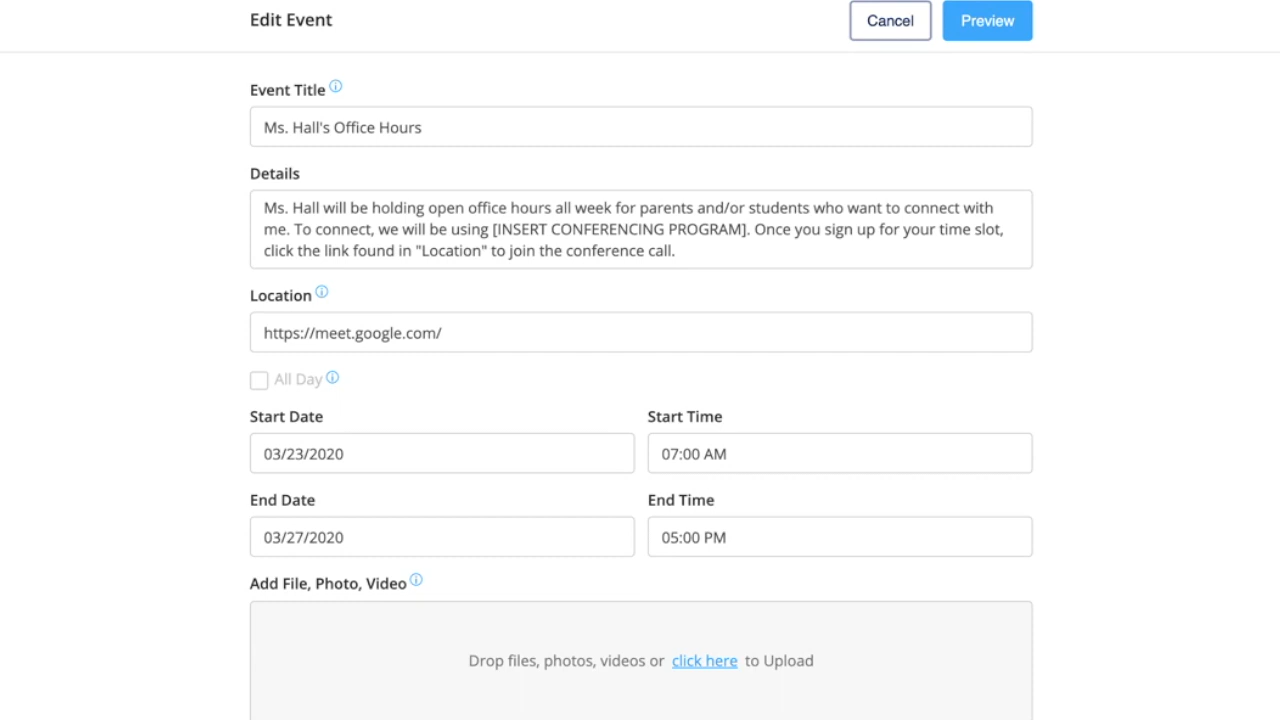 Edit Event
Cancel
Preview
Event Title
Ms. Hall's Office Hours
Details
Ms. Hall will be holding open office hours all week for parents and/or students who want to connect with
me. To connect, we will be using [INSERT CONFERENCING PROGRAM]. Once you sign up for your time slot,
click the link found in "Location" to join the conference call.
Location
https://meet.google.com/
All Day
Start Date
Start Time
03/23/2020
07:00 AM
End Date
End Time
03/27/2020
05:00 PM
Add File, Photo, Video
Drop files, photos, videos or click here to Upload